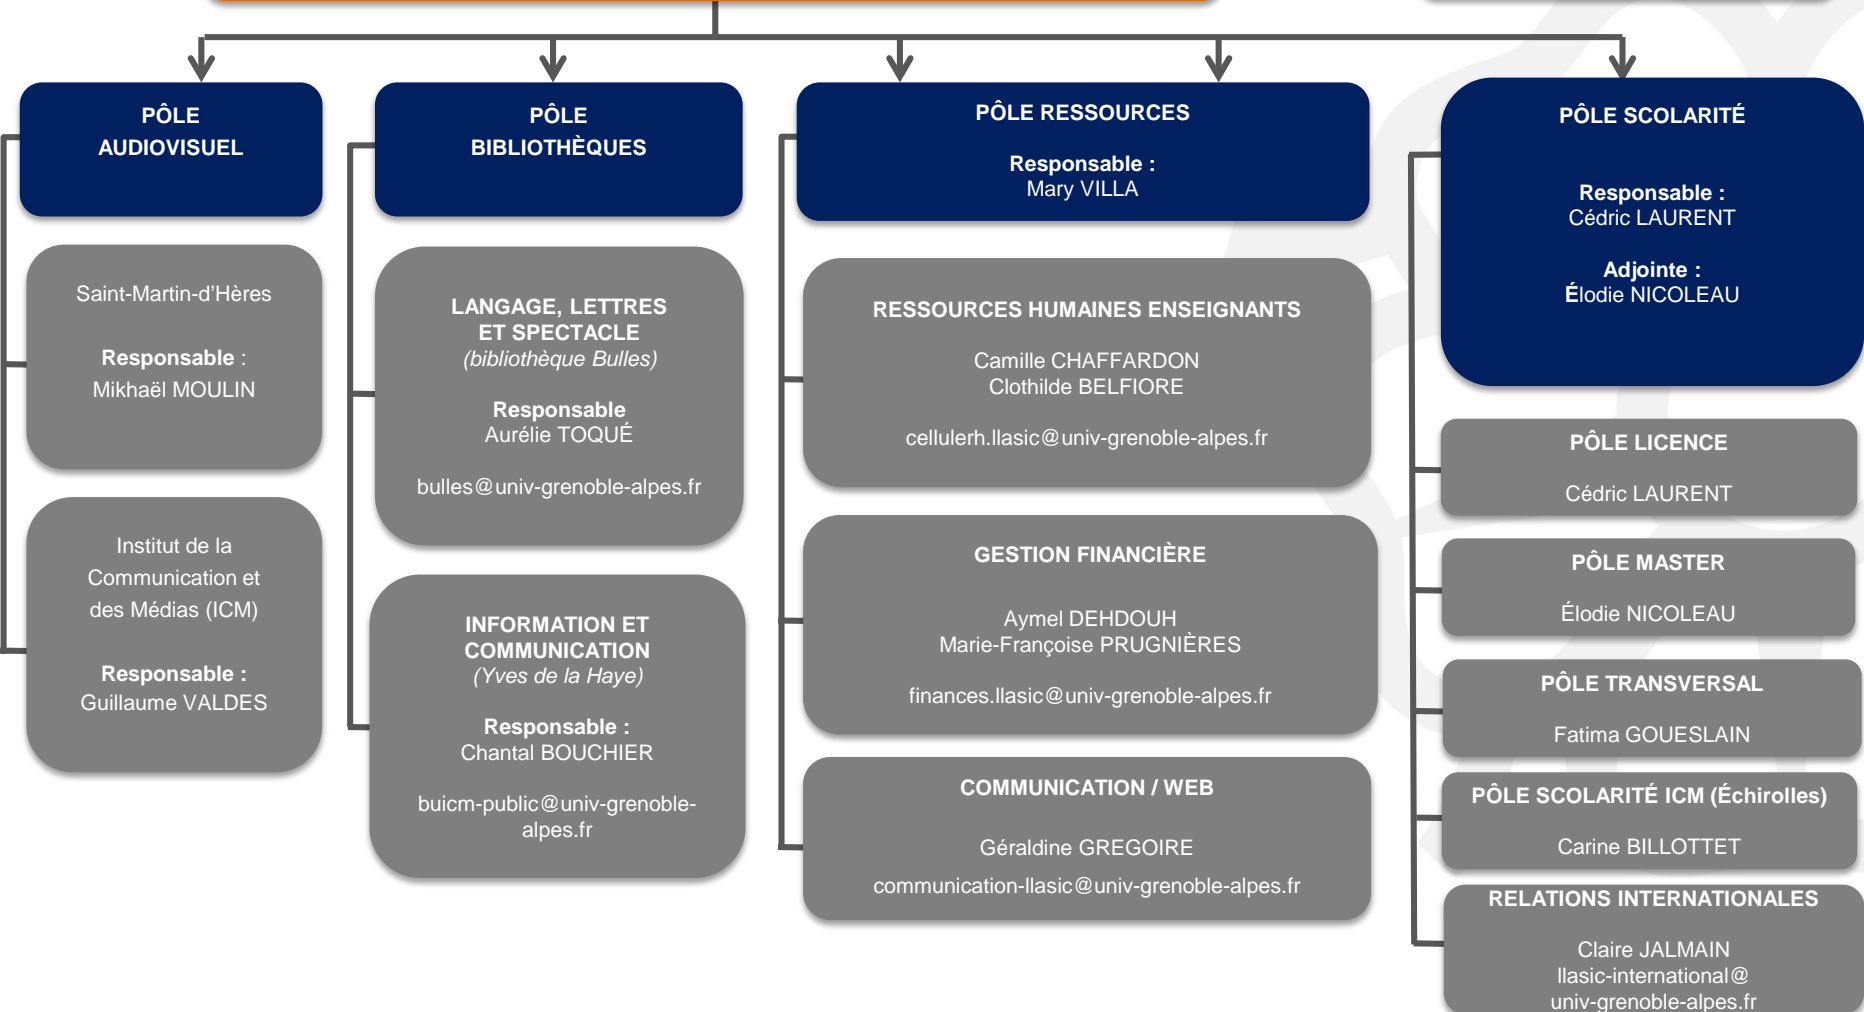 PÔLE
AUDIOVISUEL
Saint-Martin-d’Hères
Responsable :
Mikhaël MOULIN
Institut de la
Communication et
des Médias (ICM)
Responsable :
Guillaume VALDES
PÔLE
BIBLIOTHÈQUES
LANGAGE, LETTRES
ET SPECTACLE
(bibliothèque Bulles)
Responsable
Aurélie TOQUÉ
bulles@univ-grenoble-alpes.fr
INFORMATION ET
COMMUNICATION
(Yves de la Haye)
Responsable :
Chantal BOUCHIER
buicm-public@univ-grenoble-
alpes.fr
PÔLE RESSOURCES
Responsable :
Mary VILLA
RESSOURCES HUMAINES ENSEIGNANTS
Camille CHAFFARDON
Clothilde BELFIORE
cellulerh.llasic@univ-grenoble-alpes.fr
GESTION FINANCIÈRE
Aymel DEHDOUH
Marie-Françoise PRUGNIÈRES
finances.llasic@univ-grenoble-alpes.fr
COMMUNICATION / WEB
Géraldine GREGOIRE
communication-llasic@univ-grenoble-alpes.fr
PÔLE SCOLARITÉ
Responsable :
Cédric LAURENT
Adjointe :
Élodie NICOLEAU
PÔLE LICENCE
Cédric LAURENT
PÔLE MASTER
Élodie NICOLEAU
PÔLE TRANSVERSAL
Fatima GOUESLAIN
PÔLE SCOLARITÉ ICM (Échirolles)
Carine BILLOTTET
RELATIONS INTERNATIONALES
Claire JALMAIN
llasic-international@
univ-grenoble-alpes.fr